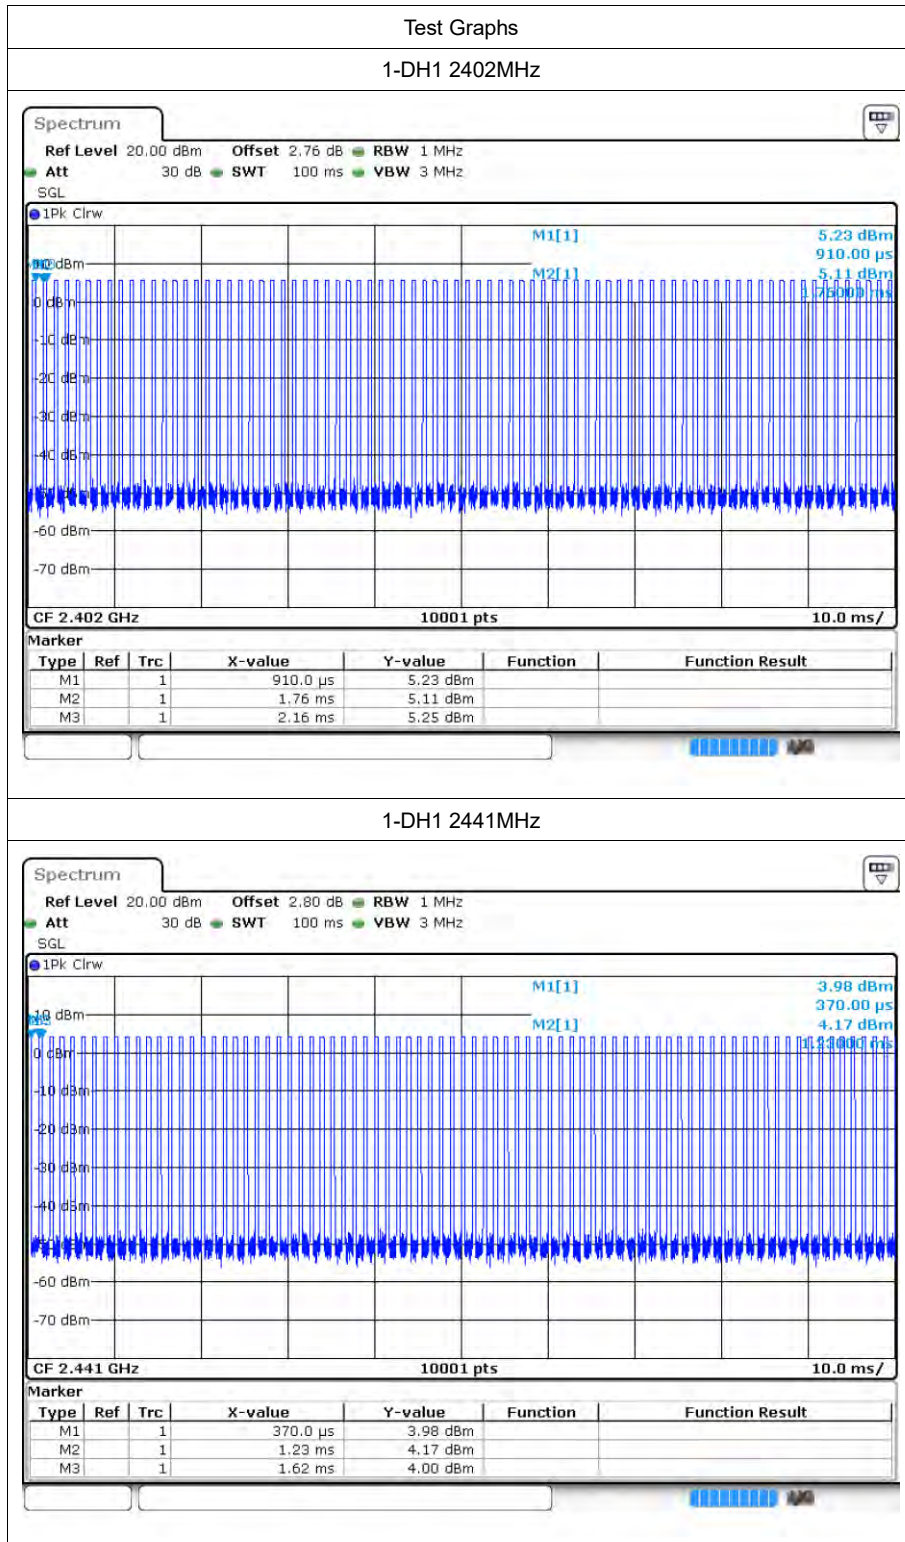 Test Graphs
1-DH1 2402MHz
Spectrum
Ref Level 20.00 dBm Offset 2.76 dB RBW 1 MHz
Att 30 dB SWT 100 ms VBW 3 MHz
SGL
1Pk Clrw
M1[1] 5.23 dBm
910.00 µs
M2[1] 5.11 dBm
1.76000 ms
0 dBm
-10 dBm
-20 dBm
-30 dBm
-40 dBm
-60 dBm
-70 dBm
CF 2.402 GHz 10001 pts 10.0 ms/
Marker
Type Ref Trc X-value Y-value Function Function Result
M1 1 910.0 µs 5.23 dBm
M2 1 1.76 ms 5.11 dBm
M3 1 2.16 ms 5.25 dBm
1-DH1 2441MHz
Spectrum
Ref Level 20.00 dBm Offset 2.80 dB RBW 1 MHz
Att 30 dB SWT 100 ms VBW 3 MHz
SGL
1Pk Clrw
M1[1] 3.98 dBm
370.00 µs
10 dBm
M2[1] 4.17 dBm
1.23000 ms
0 dBm
-10 dBm
-20 dBm
-30 dBm
-40 dBm
-60 dBm
-70 dBm
CF 2.441 GHz 10001 pts 10.0 ms/
Marker
Type Ref Trc X-value Y-value Function Function Result
M1 1 370.0 µs 3.98 dBm
M2 1 1.23 ms 4.17 dBm
M3 1 1.62 ms 4.00 dBm